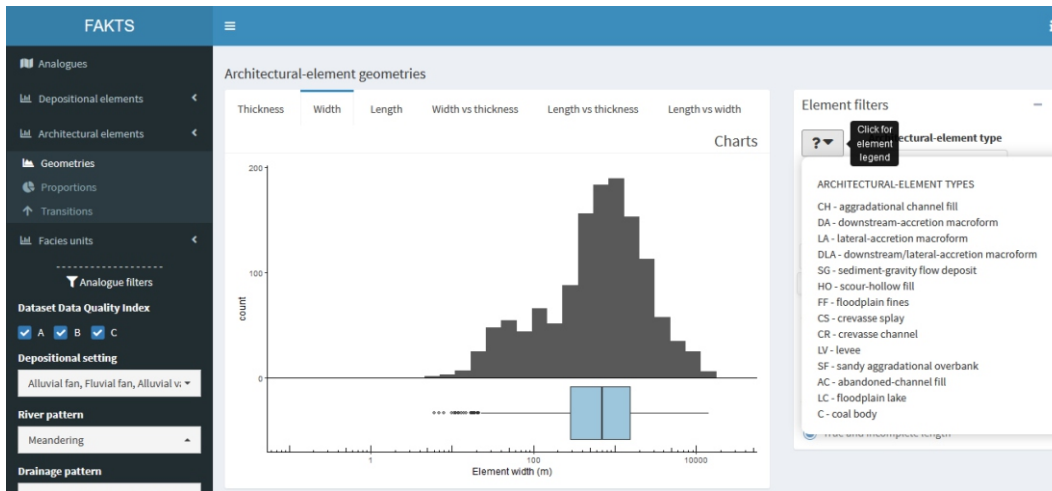 FAKTS
Analogues
Depositional elements
Architectural elements
Geometries
Proportions
Transitions
Facies units
Analogue filters
Dataset Data Quality Index
A B C
Depositional setting
Alluvial fan, Fluvial fan, Alluvial va
River pattern
Meandering
Drainage pattern
Architectural-element geometries
Thickness Width Length Width vs thickness Length vs thickness Length vs width
Charts
200
100
0
count
1 100 10000
Element width (m)
Element filters
?
Click for
element
legend
chitectural-element type
ARCHITECTURAL-ELEMENT TYPES
CH - aggradational channel fill
DA - downstream-accretion macroform
LA - lateral-accretion macroform
DLA - downstream/lateral-accretion macroform
SG - sediment-gravity flow deposit
HO - scour-hollow fill
FF - floodplain fines
CS - crevasse splay
CR - crevasse channel
LV - levee
SF - sandy aggradational overbank
AC - abandoned-channel fill
LC - floodplain lake
C - coal body
True and incomplete length